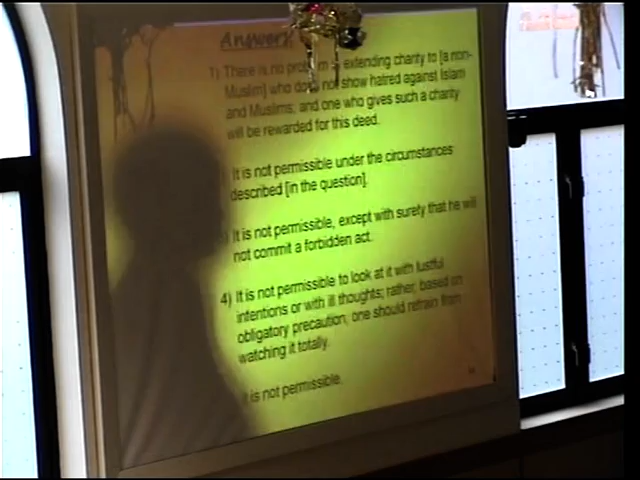 Answer:
1) There is no problem in extending charity to [a non-
Muslim] who does not show hatred against Islam
and Muslims; and one who gives such a charity
will be rewarded for this deed.
It is not permissible under the circumstances
described [in the question].
It is not permissible, except with surety that he will
not commit a forbidden act.
4) It is not permissible to look at it with lustful
intentions or with ill thoughts; rather, based on
obligatory precaution, one should refrain from
watching it totally.
is not permissible.